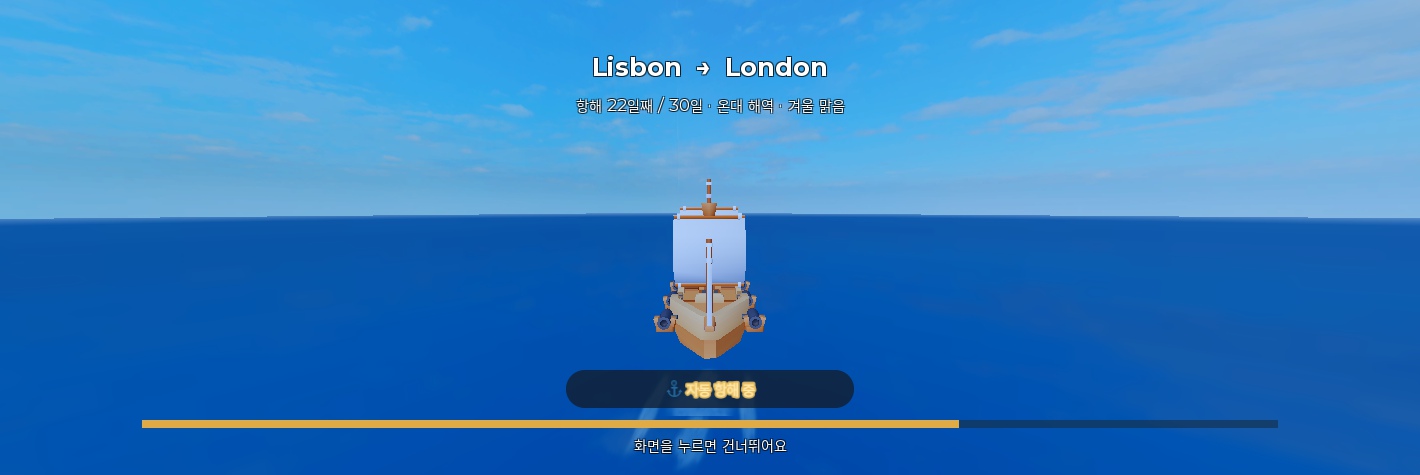 Lisbon → London
항해 22일째 / 30일 · 온대 해역 · 겨울 맑음
⚓ 자동 항해 중
화면을 누르면 건너뛰어요